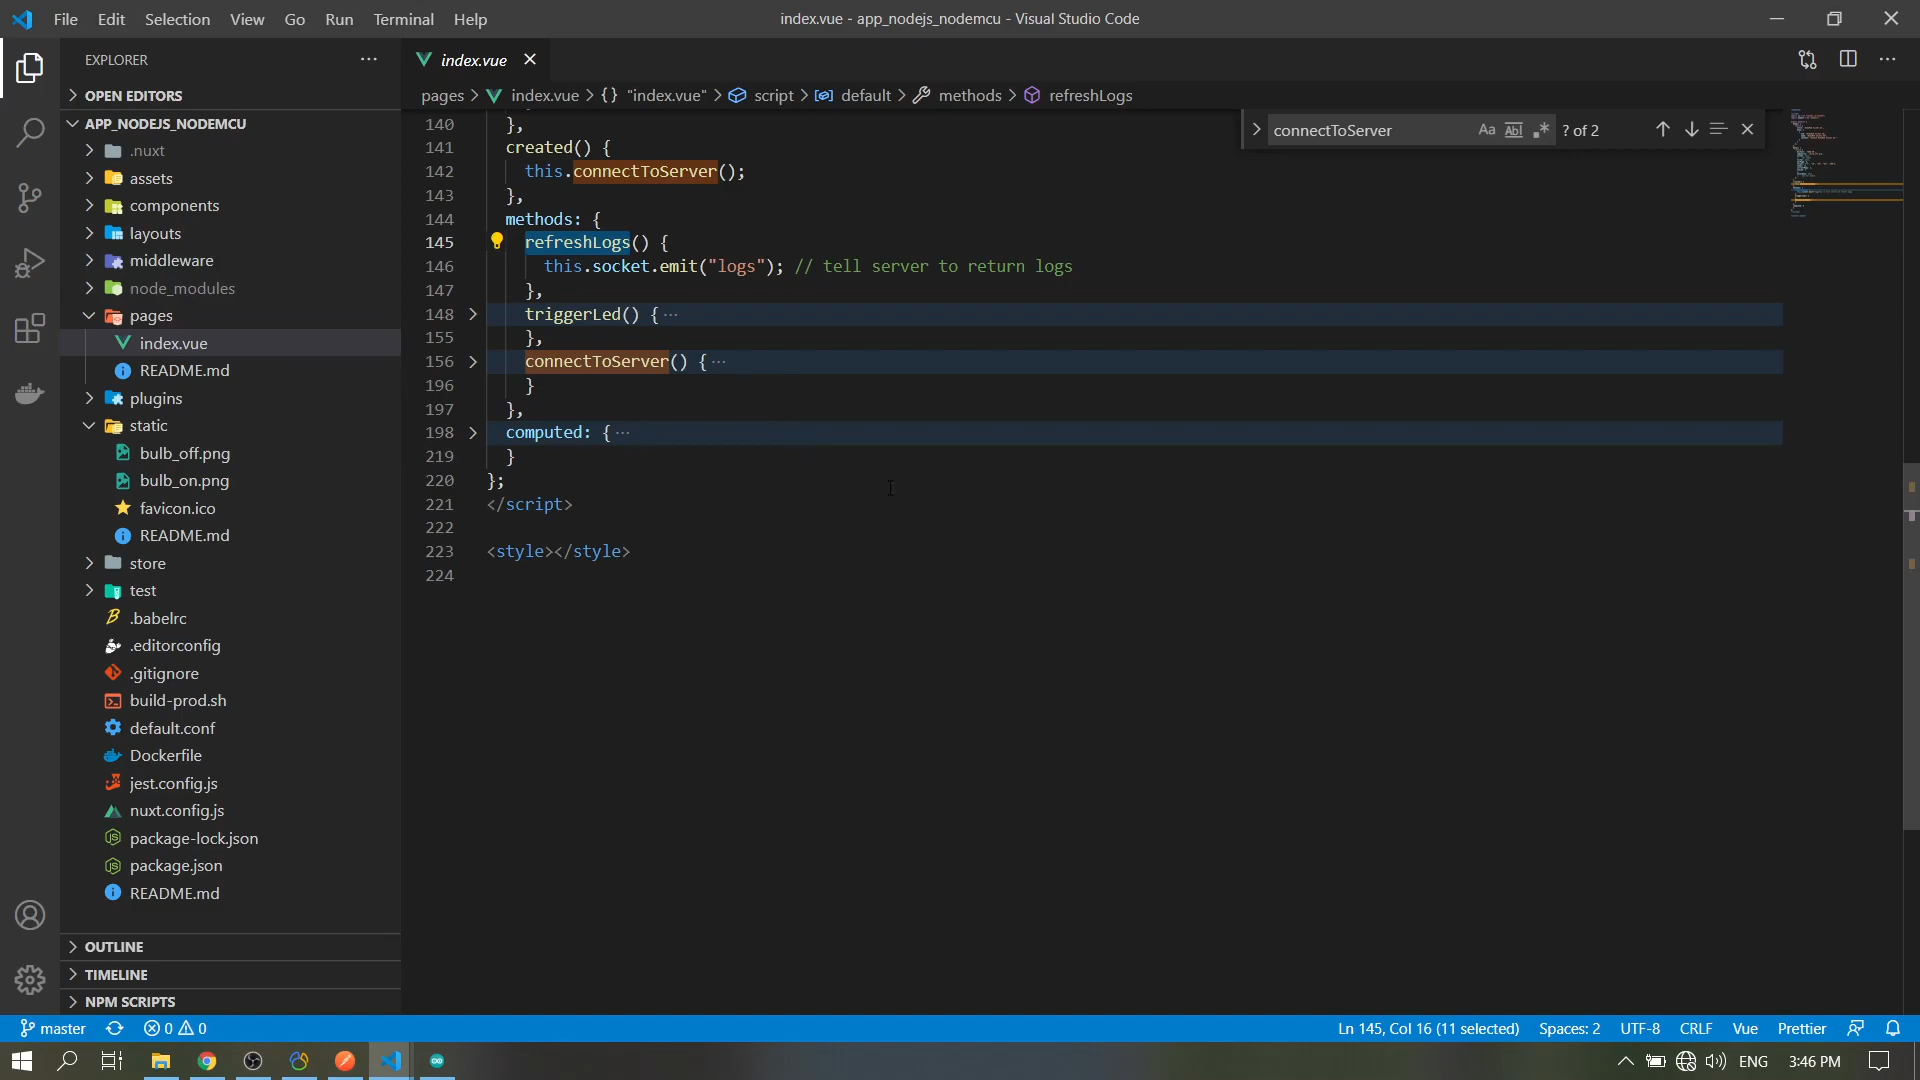 File Edit Selection View Go Run Terminal Help
index.vue - app_nodejs_nodemcu - Visual Studio Code
EXPLORER
OPEN EDITORS
APP_NODEJS_NODEMCU
.nuxt
assets
components
layouts
middleware
node_modules
pages
index.vue
README.md
plugins
static
bulb_off.png
bulb_on.png
favicon.ico
README.md
store
test
.babelrc
.editorconfig
.gitignore
build-prod.sh
default.conf
Dockerfile
jest.config.js
nuxt.config.js
package-lock.json
package.json
README.md
OUTLINE
TIMELINE
NPM SCRIPTS
index.vue
pages > index.vue > {} "index.vue" > script > default > methods > refreshLogs
connectToServer Aa Abl ? of 2
140 },
141 created() {
142 this.connectToServer();
143 },
144 methods: {
145 refreshLogs() {
146 this.socket.emit("logs"); // tell server to return logs
147 },
148 triggerLed() { ···
155 },
156 connectToServer() { ···
196 }
197 },
198 computed: { ···
219 }
220 };
221 </script>
222
223 <style></style>
224
master 0 0 Ln 145, Col 16 (11 selected) Spaces: 2 UTF-8 CRLF Vue Prettier
ENG 3:46 PM